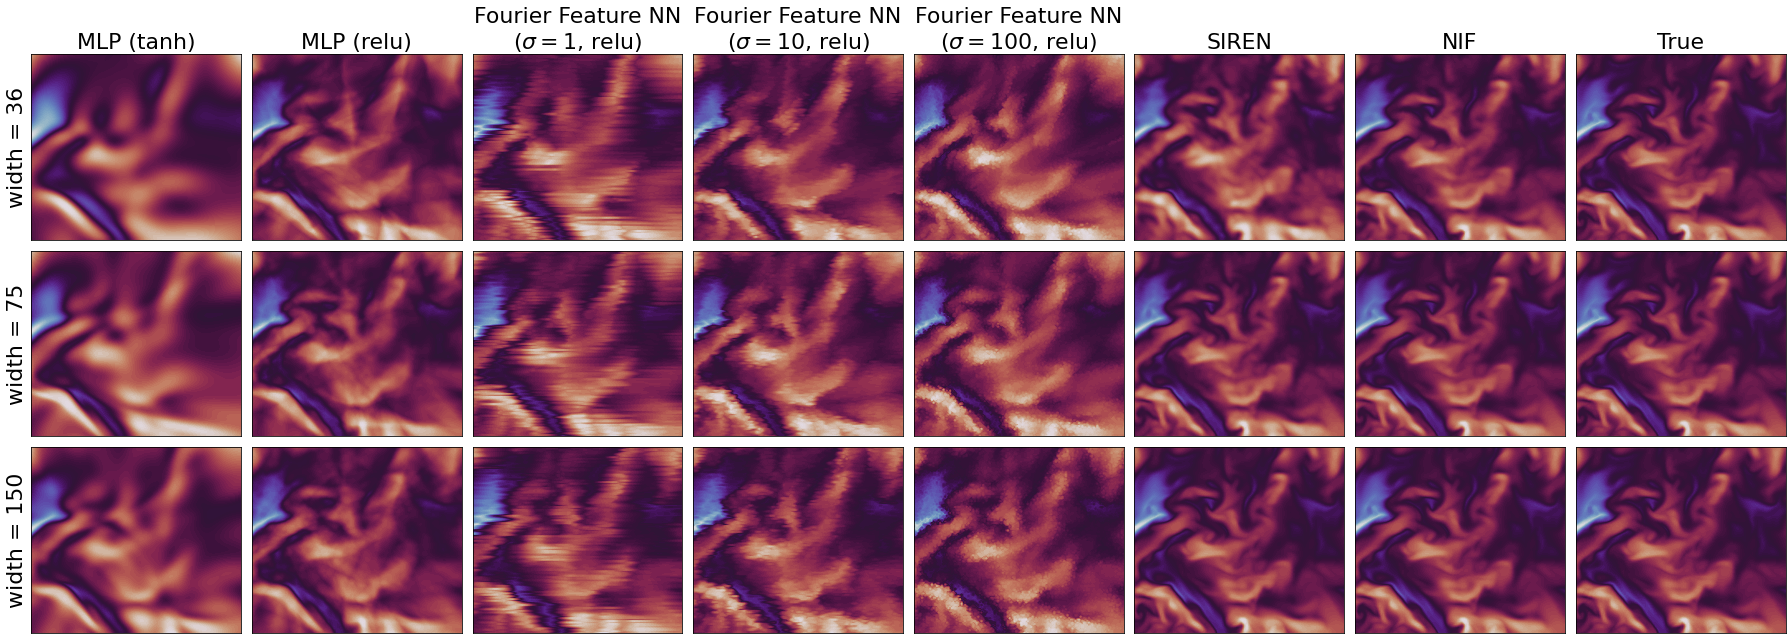 MLP (tanh)
MLP (relu)
Fourier Feature NN
(σ = 1, relu)
Fourier Feature NN
(σ = 10, relu)
Fourier Feature NN
(σ = 100, relu)
SIREN
NIF
True
width = 36
width = 75
width = 150